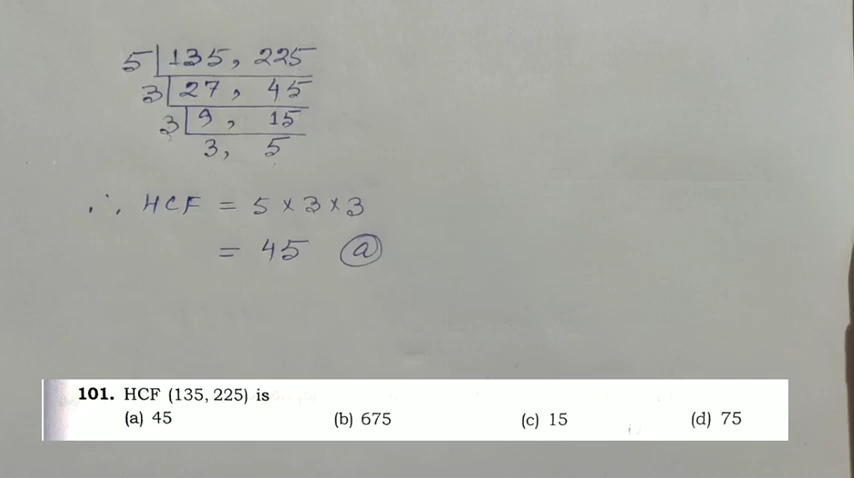 5 | 135, 225
3 | 27, 45
3 | 9, 15
3, 5
∴ HCF = 5 × 3 × 3
= 45 (a)
101. HCF (135, 225) is
(a) 45 (b) 675 (c) 15 (d) 75